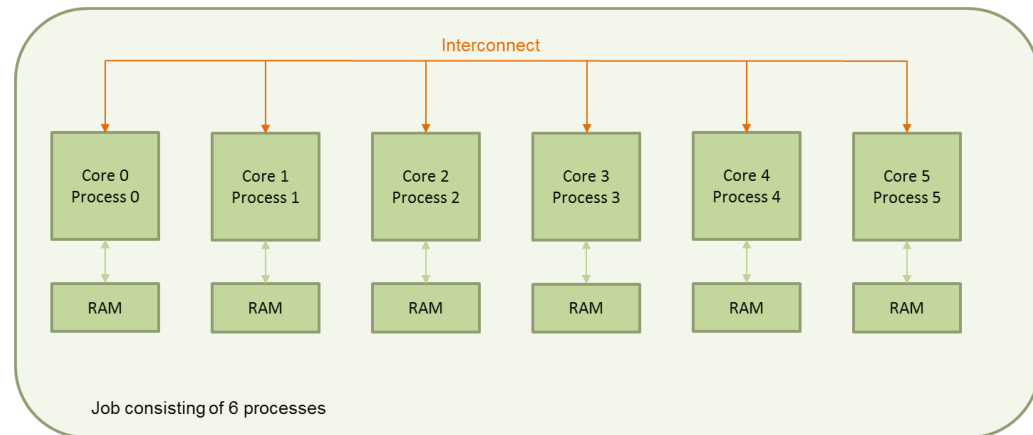 Interconnect
Core 0
Process 0
Core 1
Process 1
Core 2
Process 2
Core 3
Process 3
Core 4
Process 4
Core 5
Process 5
RAM
RAM
RAM
RAM
RAM
RAM
Job consisting of 6 processes